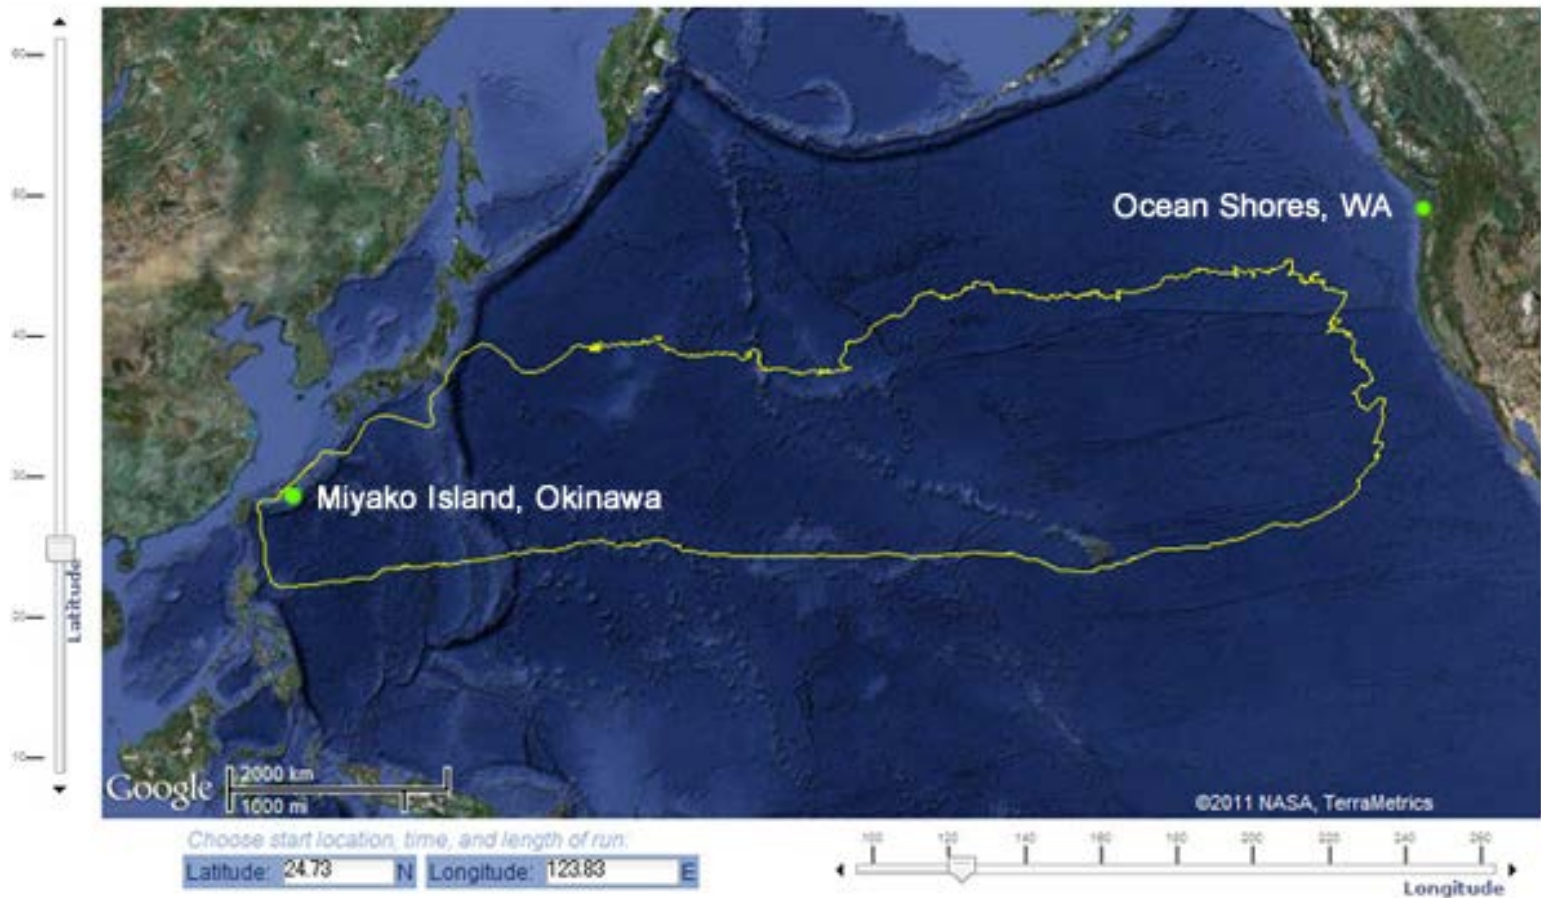 60
50
Ocean Shores, WA
40
30
Miyako Island, Okinawa
20
Latitude
10
Google
2000 km
1000 mi
©2011 NASA, TerraMetrics
Choose start location, time, and length of run:
Latitude: 24.73 N Longitude: 123.83 E
100 120 140 160 180 200 220 240 260
Longitude